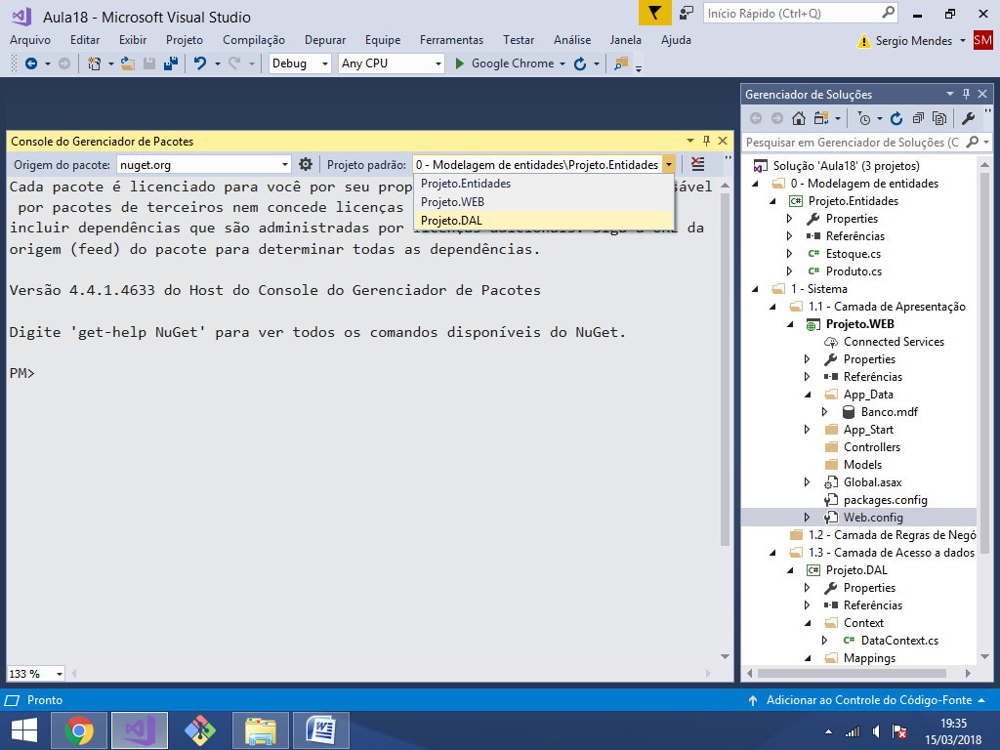 Aula18 - Microsoft Visual Studio
Início Rápido (Ctrl+Q)
Arquivo Editar Exibir Projeto Compilação Depurar Equipe Ferramentas Testar Análise Janela Ajuda
Sergio Mendes SM
Debug Any CPU Google Chrome
Console do Gerenciador de Pacotes
Origem do pacote: nuget.org Projeto padrão: 0 - Modelagem de entidades\Projeto.Entidades
Projeto.Entidades
Projeto.WEB
Projeto.DAL
Cada pacote é licenciado para você por seu prop
por pacotes de terceiros nem concede licenças
incluir dependências que são administradas por
da
origem (feed) do pacote para determinar todas as dependências.
Versão 4.4.1.4633 do Host do Console do Gerenciador de Pacotes
Digite 'get-help NuGet' para ver todos os comandos disponíveis do NuGet.
PM>
133 %
Gerenciador de Soluções
Pesquisar em Gerenciador de Soluções (C
Solução 'Aula18' (3 projetos)
0 - Modelagem de entidades
Projeto.Entidades
Properties
Referências
Estoque.cs
Produto.cs
1 - Sistema
1.1 - Camada de Apresentação
Projeto.WEB
Connected Services
Properties
Referências
App_Data
Banco.mdf
App_Start
Controllers
Models
Global.asax
packages.config
Web.config
1.2 - Camada de Regras de Negó
1.3 - Camada de Acesso a dados
Projeto.DAL
Properties
Referências
Context
DataContext.cs
Mappings
Pronto
Adicionar ao Controle do Código-Fonte
19:35
15/03/2018